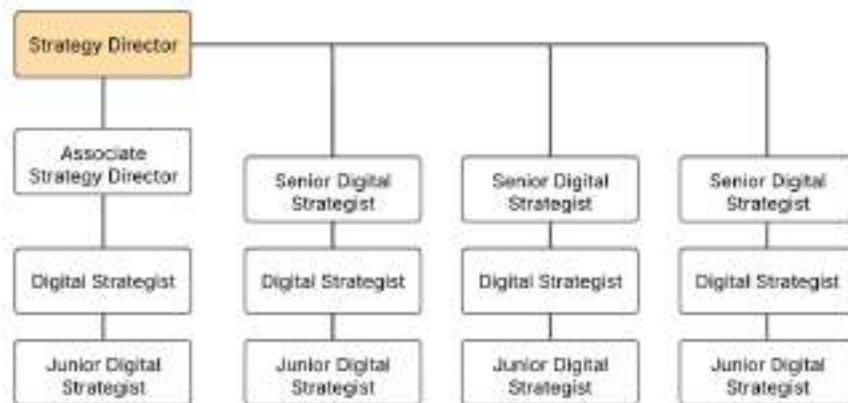 Strategy Director
Associate
Strategy Director
Senior Digital
Strategist
Senior Digital
Strategist
Senior Digital
Strategist
Digital Strategist
Digital Strategist
Digital Strategist
Digital Strategist
Junior Digital
Strategist
Junior Digital
Strategist
Junior Digital
Strategist
Junior Digital
Strategist